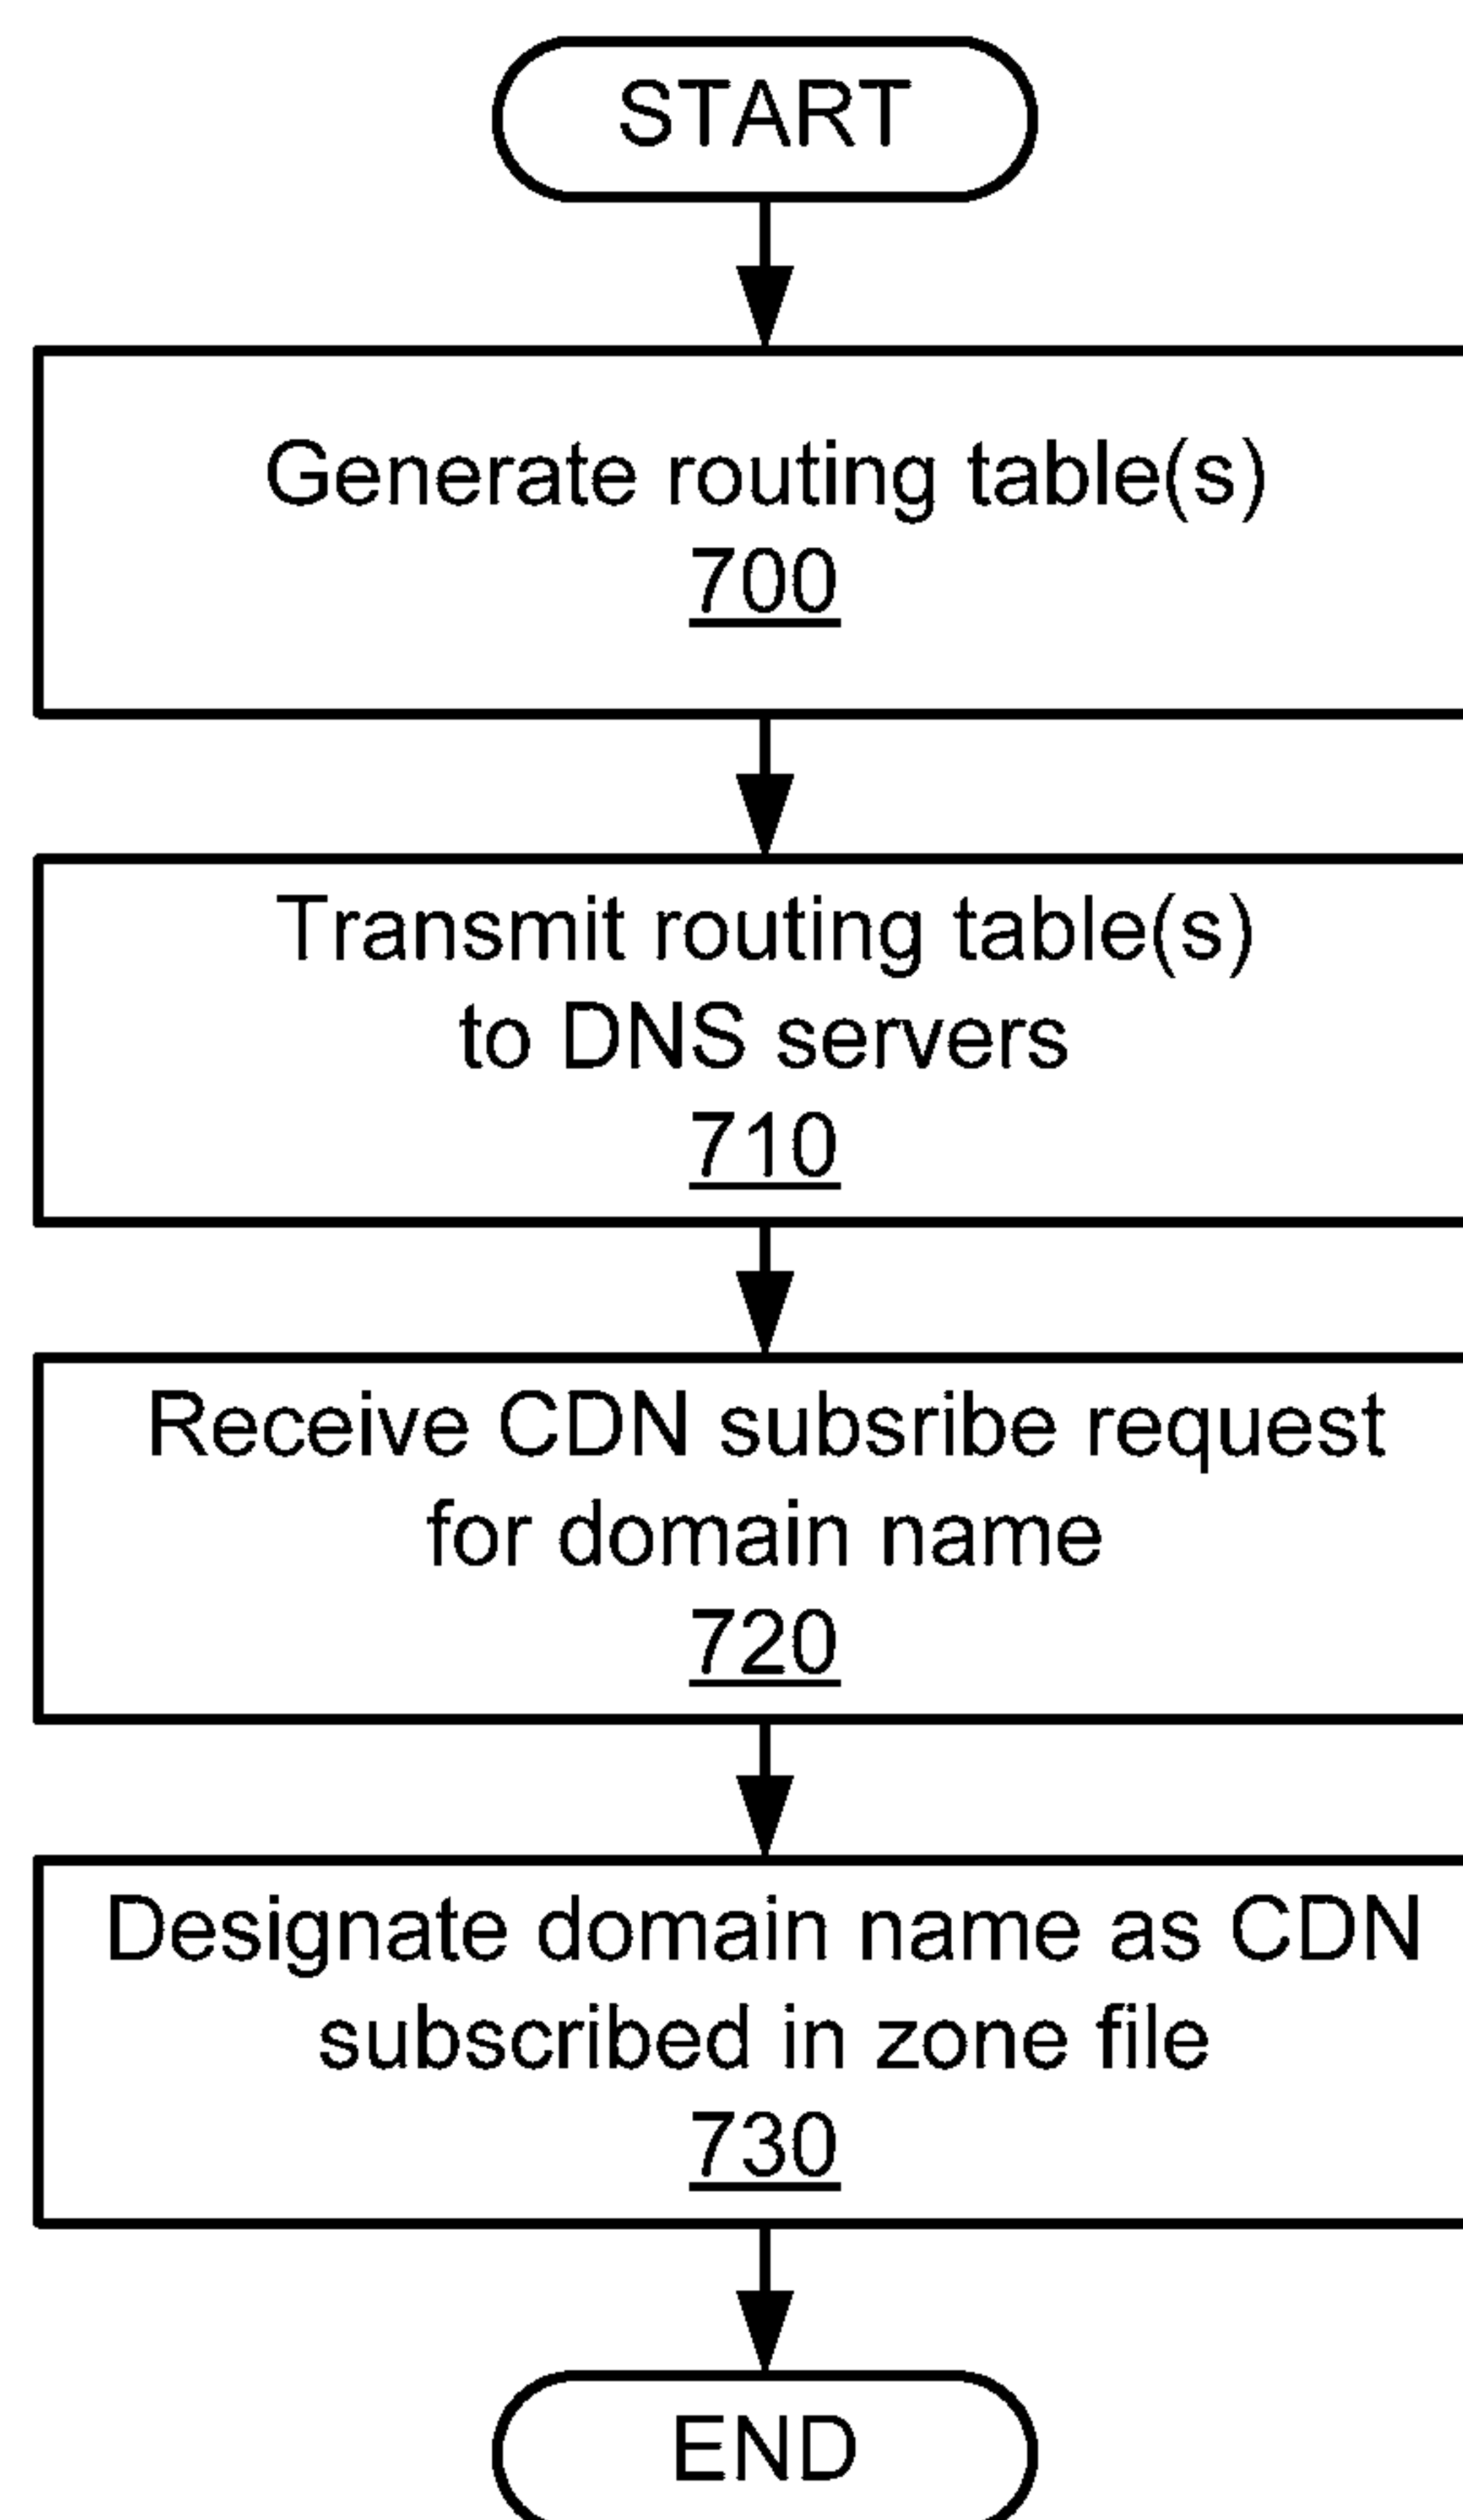 START
Generate routing table(s)
700
Transmit routing table(s)
to DNS servers
710
Receive CDN subsribe request
for domain name
720
Designate domain name as CDN
subscribed in zone file
730
END